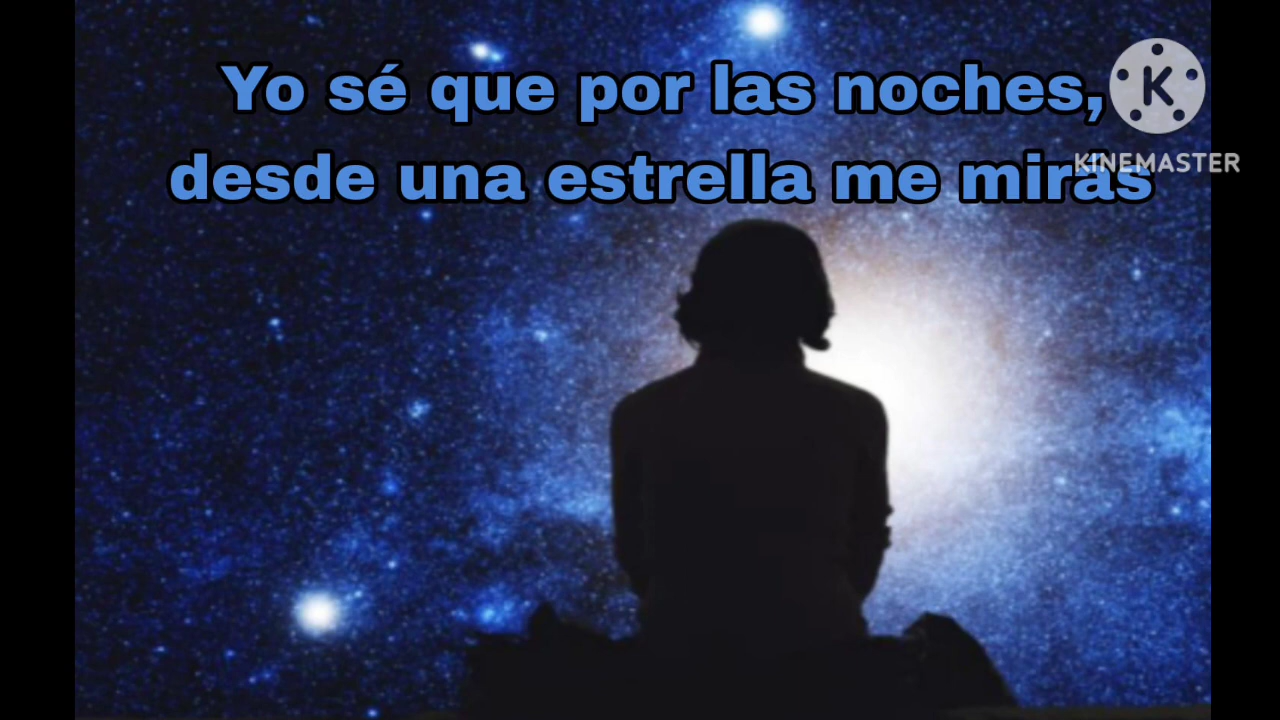 Yo sé que por las noches,
desde una estrella me miras
K
KINEMASTER